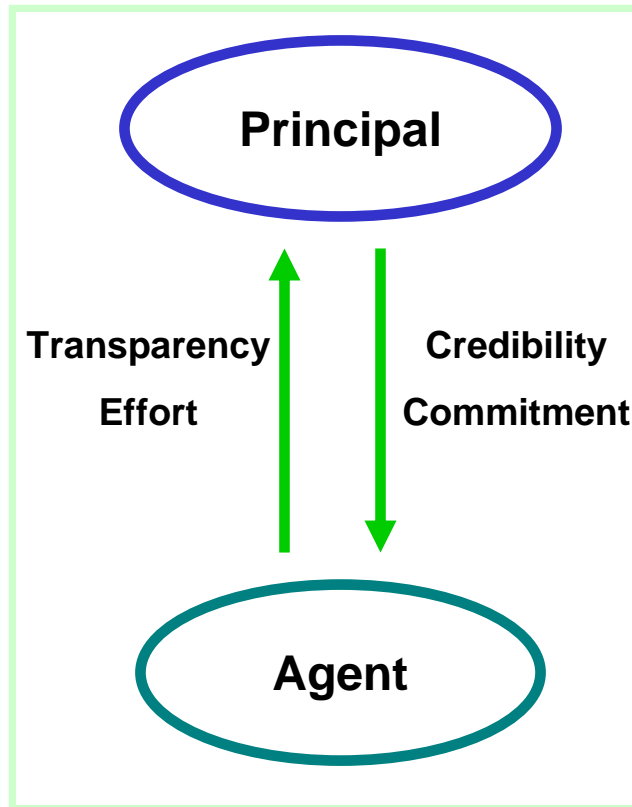 Principal
Transparency
Effort
Credibility
Commitment
Agent